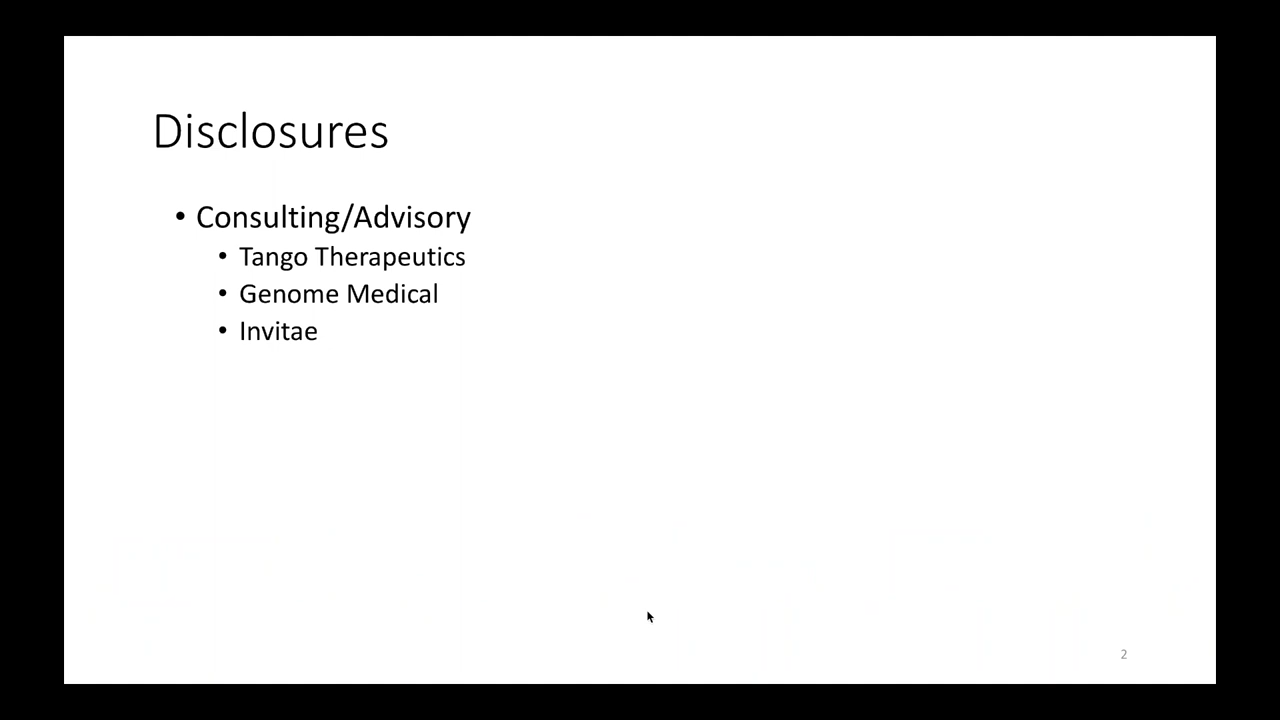 Disclosures
• Consulting/Advisory
• Tango Therapeutics
• Genome Medical
• Invitae
2